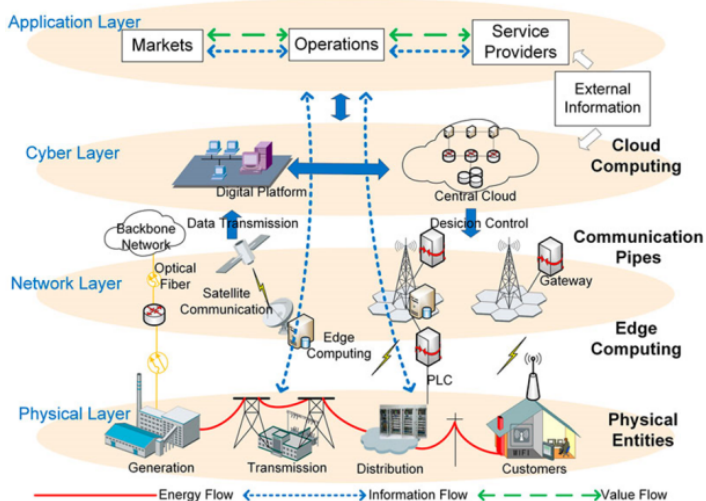 Application Layer
Markets
Operations
Service
Providers
External
Information
Cyber Layer
Cloud
Computing
Digital Platform
Central Cloud
Data Transmission
Desicion Control
Backbone
Network
Communication
Pipes
Optical
Fiber
Network Layer
Satellite
Communication
Gateway
Edge
Computing
Edge
Computing
PLC
Physical Layer
WIFI
Physical
Entities
Generation
Transmission
Distribution
Customers
Energy Flow
Information Flow
Value Flow